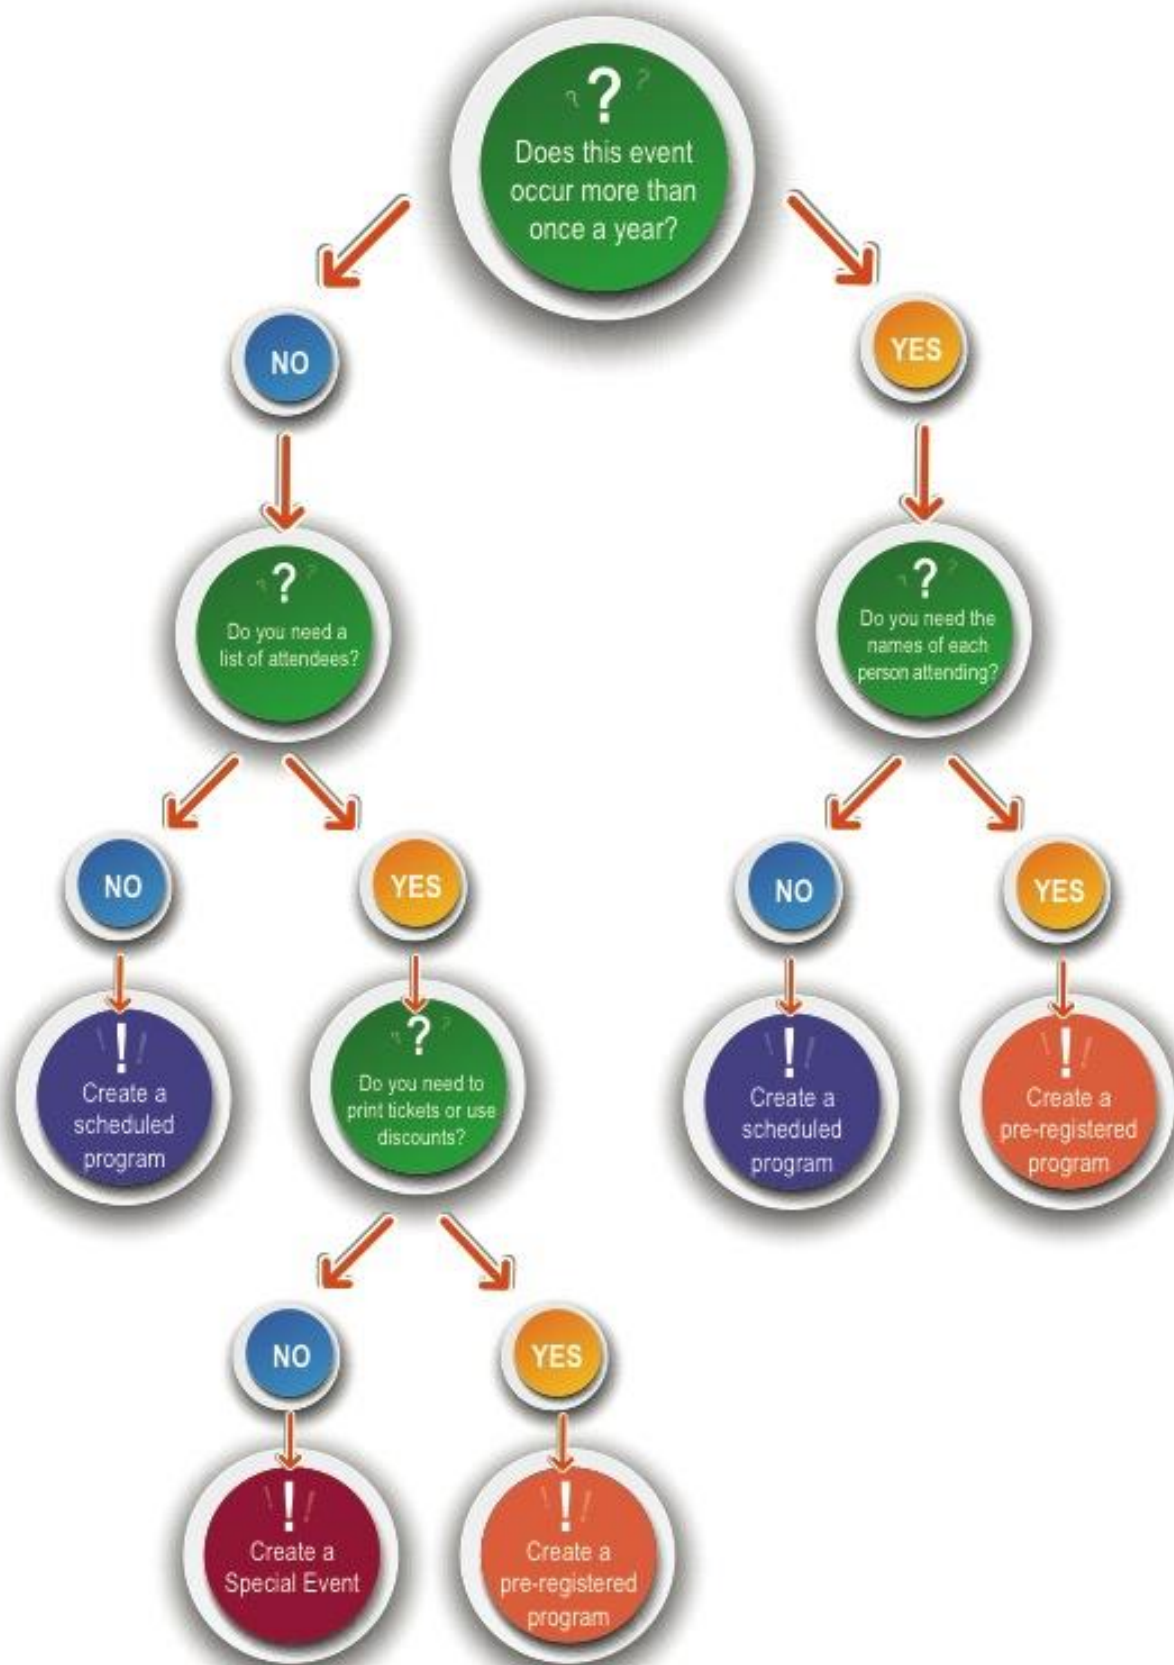 ?
Does this event
occur more than
once a year?
NO
YES
?
Do you need a
list of attendees?
?
Do you need the
names of each
person attending?
NO
YES
NO
YES
!
Create a
scheduled
program
?
Do you need to
print tickets or use
discounts?
!
Create a
scheduled
program
!
Create a
pre-registered
program
NO
YES
!
Create a
Special Event
!
Create a
pre-registered
program